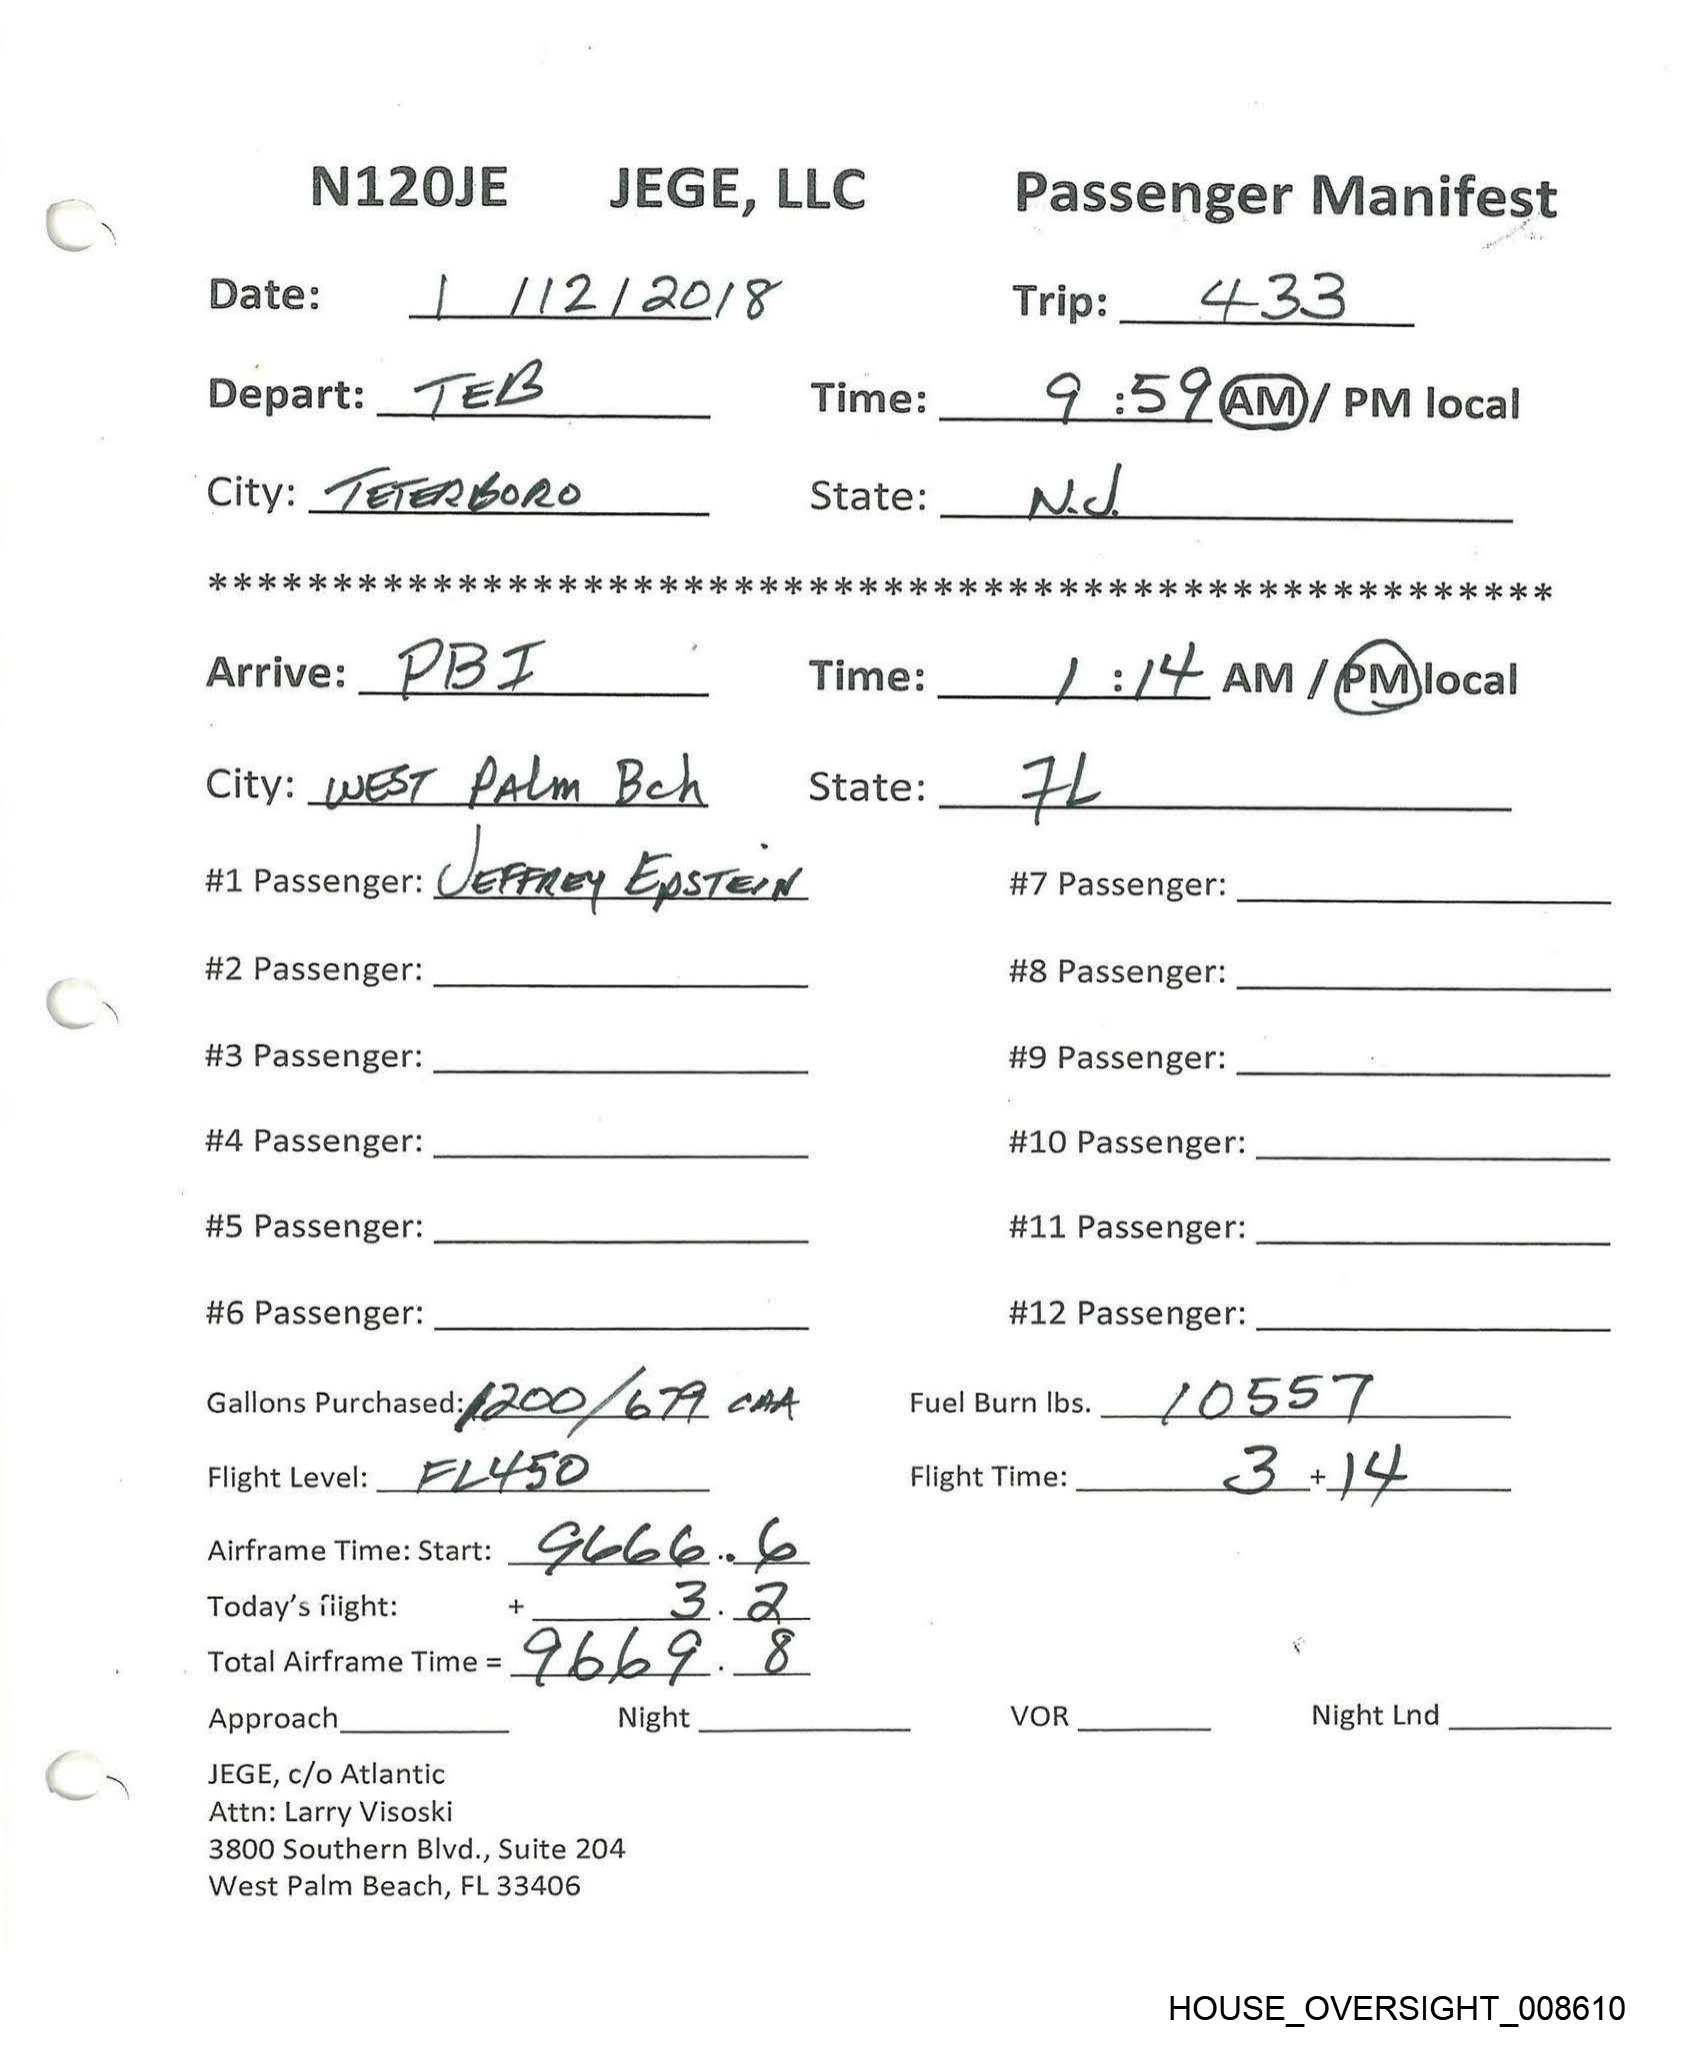 N120JE JEGE, LLC Passenger Manifest
Date: 1 / 12 / 2018 Trip: 433
Depart: TEB Time: 9 :59 AM / PM local
City: TETERBORO State: N.J.
******************************************************
Arrive: PBI Time: 1 :14 AM / PM local
City: WEST PALM Bch State: FL
#1 Passenger: JEFFREY EPSTEIN #7 Passenger:
#2 Passenger: #8 Passenger:
#3 Passenger: #9 Passenger:
#4 Passenger: #10 Passenger:
#5 Passenger: #11 Passenger:
#6 Passenger: #12 Passenger:
Gallons Purchased: 1200/679 CAA Fuel Burn lbs. 10557
Flight Level: FL450 Flight Time: 3 + 14
Airframe Time: Start: 9666 . 6
Today's flight: + 3 . 2
Total Airframe Time = 9669 . 8
Approach Night VOR Night Lnd
JEGE, c/o Atlantic
Attn: Larry Visoski
3800 Southern Blvd., Suite 204
West Palm Beach, FL 33406
HOUSE_OVERSIGHT_008610